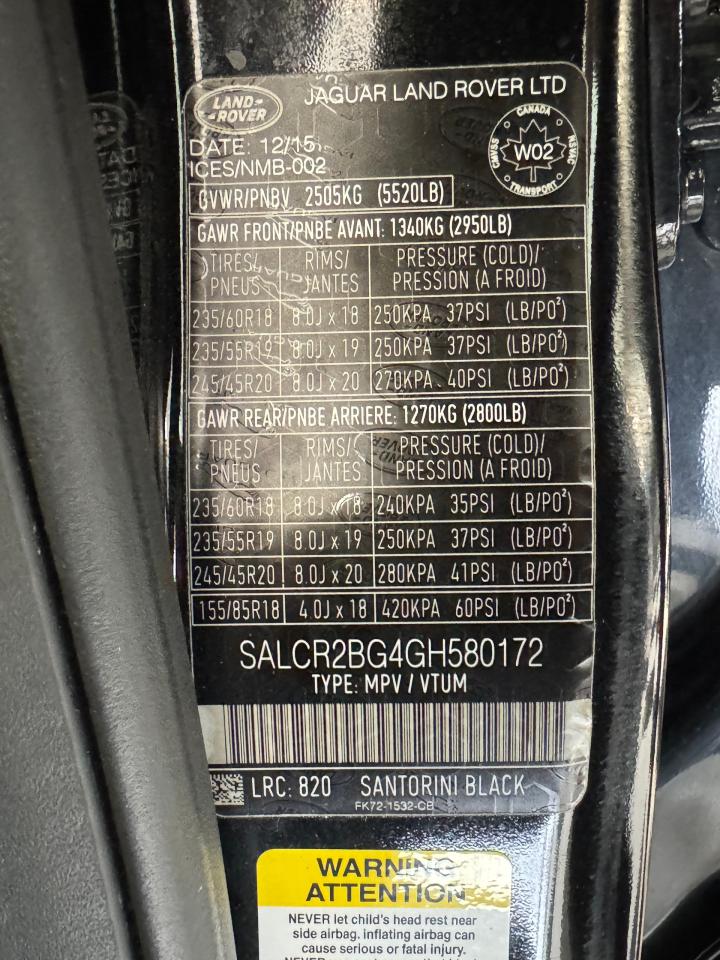 JAGUAR LAND ROVER LTD
LAND-
ROVER
CANADA
CMVSS
W02
NSVAC
TRANSPORT
DATE: 12/15
ICES/NMB-002
GVWR/PNBV 2505KG (5520LB)
GAWR FRONT/PNBE AVANT: 1340KG (2950LB)
TIRES/ RIMS/ PRESSURE (COLD)/
PNEUS JANTES PRESSION (A FROID)
235/60R18 8.0J x 18 250KPA 37PSI (LB/PO²)
235/55R19 8.0J x 19 250KPA 37PSI (LB/PO²)
245/45R20 8.0J x 20 270KPA 40PSI (LB/PO²)
GAWR REAR/PNBE ARRIERE: 1270KG (2800LB)
TIRES/ RIMS/ PRESSURE (COLD)/
PNEUS JANTES PRESSION (A FROID)
235/60R18 8.0J x 18 240KPA 35PSI (LB/PO²)
235/55R19 8.0J x 19 250KPA 37PSI (LB/PO²)
245/45R20 8.0J x 20 280KPA 41PSI (LB/PO²)
155/85R18 4.0J x 18 420KPA 60PSI (LB/PO²)
SALCR2BG4GH580172
TYPE: MPV / VTUM
LRC: 820 SANTORINI BLACK
FK72-1532-CB
WARNING
ATTENTION
NEVER let child's head rest near
side airbag. inflating airbag can
cause serious or fatal injury.